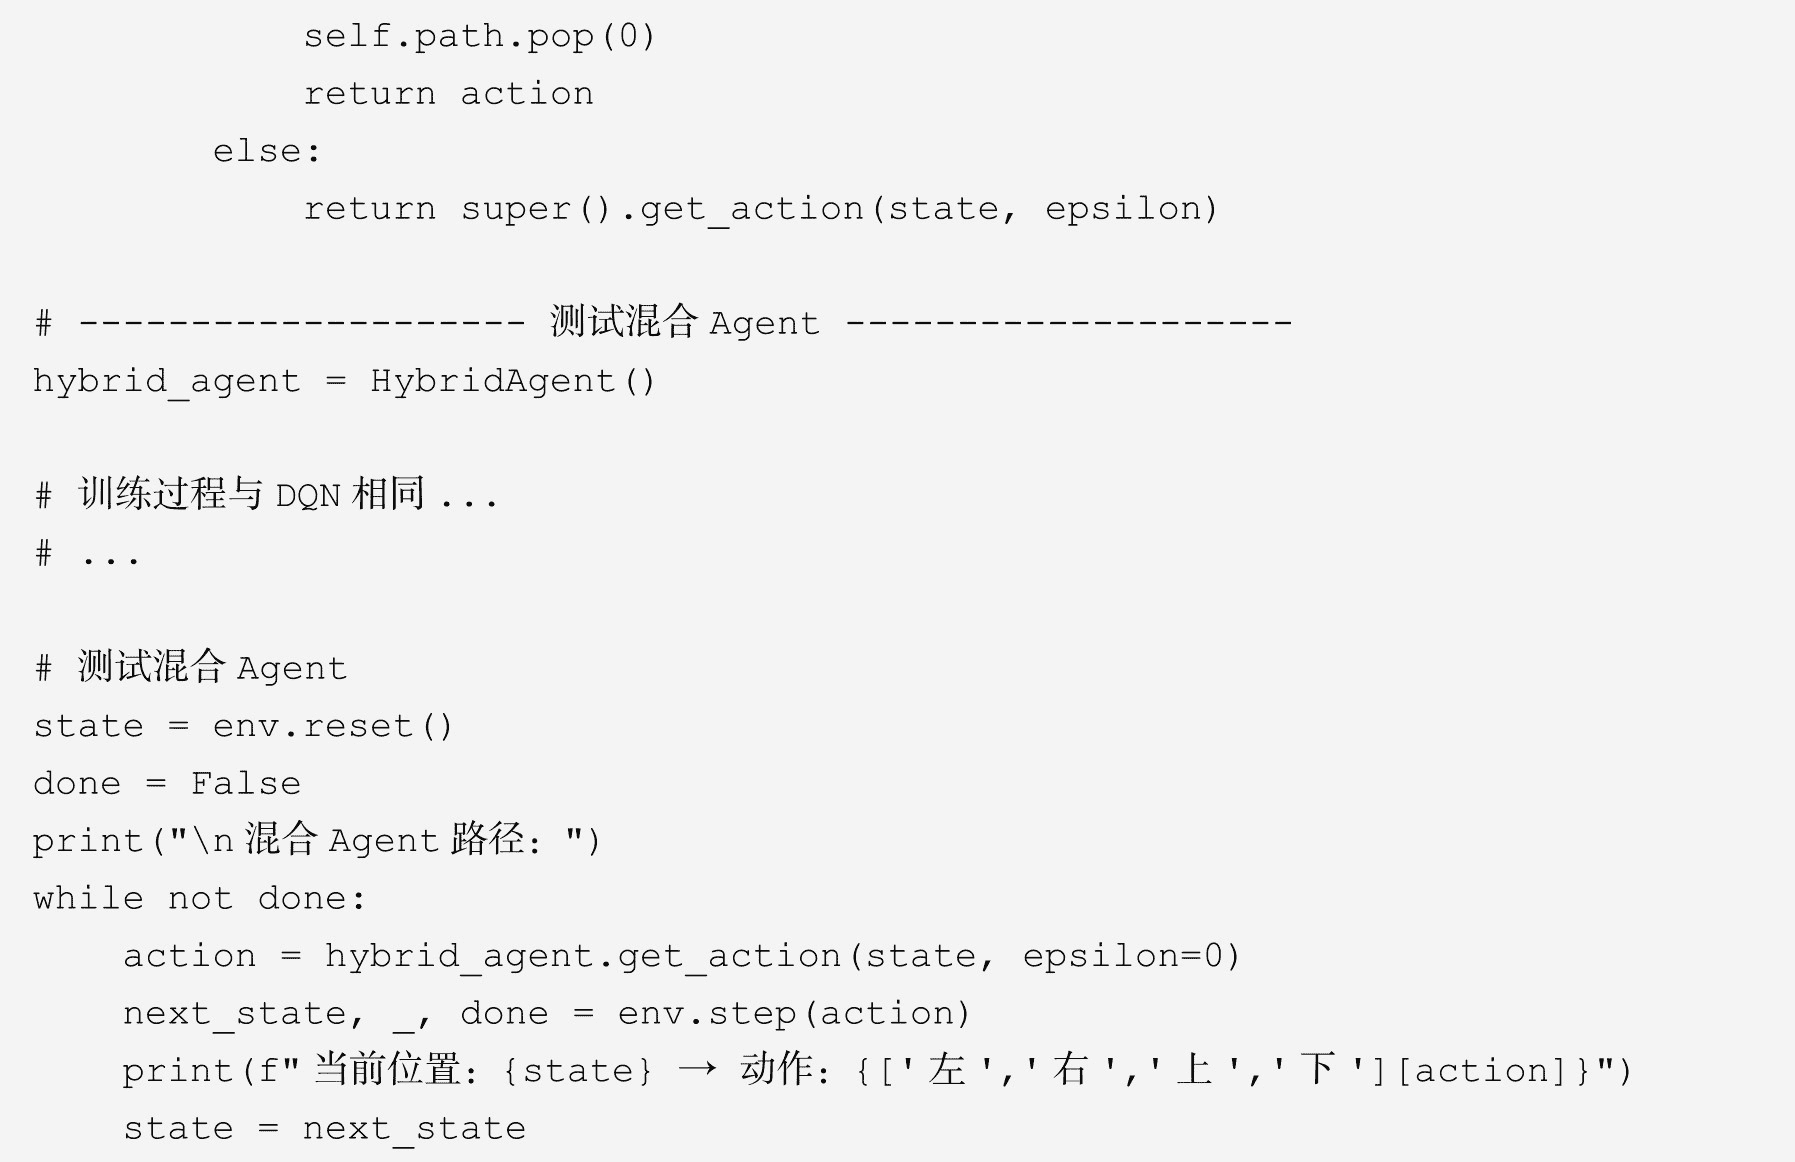 self.path.pop(0)
            return action
        else:
            return super().get_action(state, epsilon)

# -------------------- 测试混合 Agent --------------------
hybrid_agent = HybridAgent()

# 训练过程与 DQN 相同 ...
# ...

# 测试混合 Agent
state = env.reset()
done = False
print("\n 混合 Agent 路径：")
while not done:
    action = hybrid_agent.get_action(state, epsilon=0)
    next_state, _, done = env.step(action)
    print(f" 当前位置：{state} → 动作：{[' 左 ',' 右 ',' 上 ',' 下 '][action]}")
    state = next_state